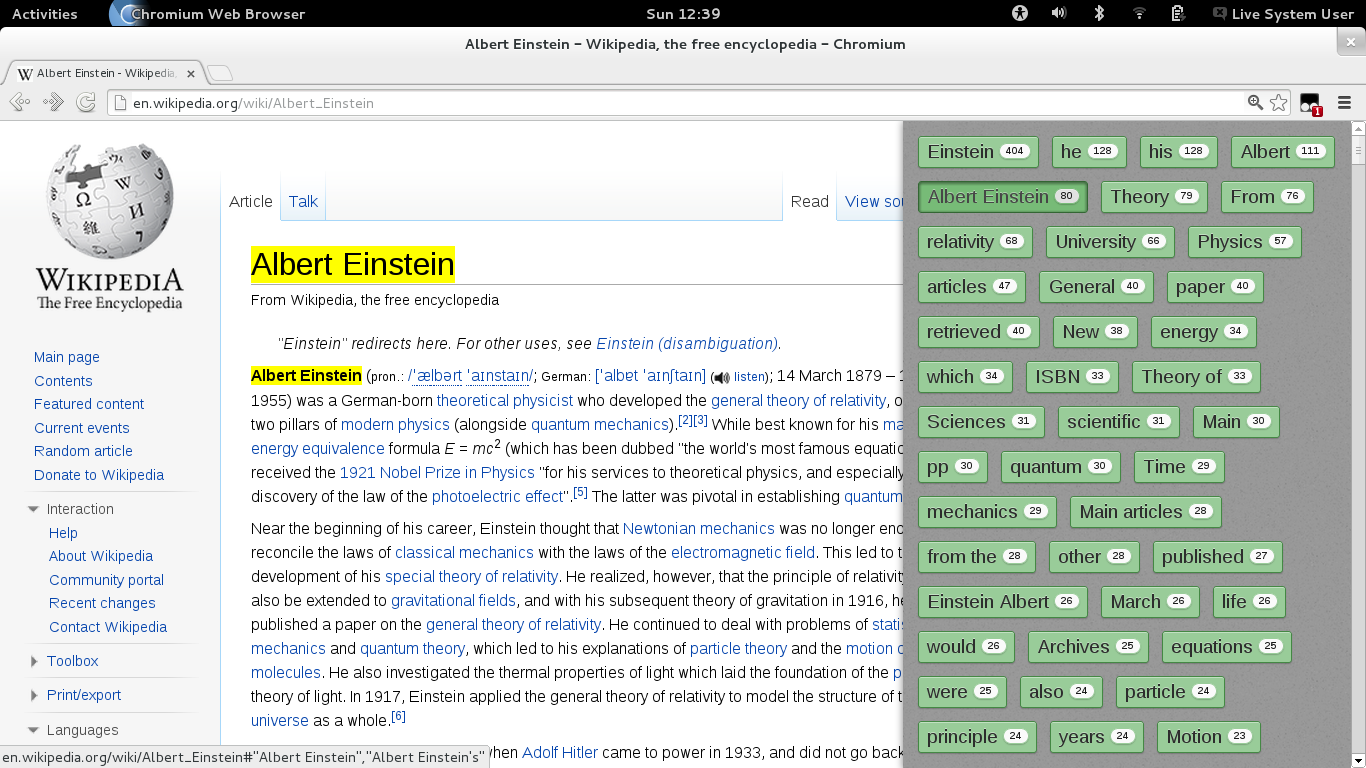 Activities Chromium Web Browser Sun 12:39 Live System User
Albert Einstein – Wikipedia, the free encyclopedia – Chromium
W Albert Einstein - Wikipedia,
en.wikipedia.org/wiki/Albert_Einstein
1
WIKIPEDIA
The Free Encyclopedia
Main page
Contents
Featured content
Current events
Random article
Donate to Wikipedia
Interaction
Help
About Wikipedia
Community portal
Recent changes
Contact Wikipedia
Toolbox
Print/export
Languages
Article Talk Read View sou
Albert Einstein
From Wikipedia, the free encyclopedia
"Einstein" redirects here. For other uses, see Einstein (disambiguation).
Albert Einstein (pron.: /ˈælbərt ˈaɪnstaɪn/; German: [ˈalbɐt ˈaɪnʃtaɪn] (listen); 14 March 1879 – 1
1955) was a German-born theoretical physicist who developed the general theory of relativity, o
two pillars of modern physics (alongside quantum mechanics).[2][3] While best known for his ma
energy equivalence formula E = mc2 (which has been dubbed "the world's most famous equatio
received the 1921 Nobel Prize in Physics "for his services to theoretical physics, and especially
discovery of the law of the photoelectric effect".[5] The latter was pivotal in establishing quantum
Near the beginning of his career, Einstein thought that Newtonian mechanics was no longer eno
reconcile the laws of classical mechanics with the laws of the electromagnetic field. This led to t
development of his special theory of relativity. He realized, however, that the principle of relativity
also be extended to gravitational fields, and with his subsequent theory of gravitation in 1916, he
published a paper on the general theory of relativity. He continued to deal with problems of statis
mechanics and quantum theory, which led to his explanations of particle theory and the motion o
molecules. He also investigated the thermal properties of light which laid the foundation of the p
theory of light. In 1917, Einstein applied the general theory of relativity to model the structure of t
universe as a whole.[6]
when Adolf Hitler came to power in 1933, and did not go back
en.wikipedia.org/wiki/Albert_Einstein#"Albert Einstein","Albert Einstein's"
Einstein 404 he 128 his 128 Albert 111
Albert Einstein 80 Theory 79 From 76
relativity 68 University 66 Physics 57
articles 47 General 40 paper 40
retrieved 40 New 38 energy 34
which 34 ISBN 33 Theory of 33
Sciences 31 scientific 31 Main 30
pp 30 quantum 30 Time 29
mechanics 29 Main articles 28
from the 28 other 28 published 27
Einstein Albert 26 March 26 life 26
would 26 Archives 25 equations 25
were 25 also 24 particle 24
principle 24 years 24 Motion 23